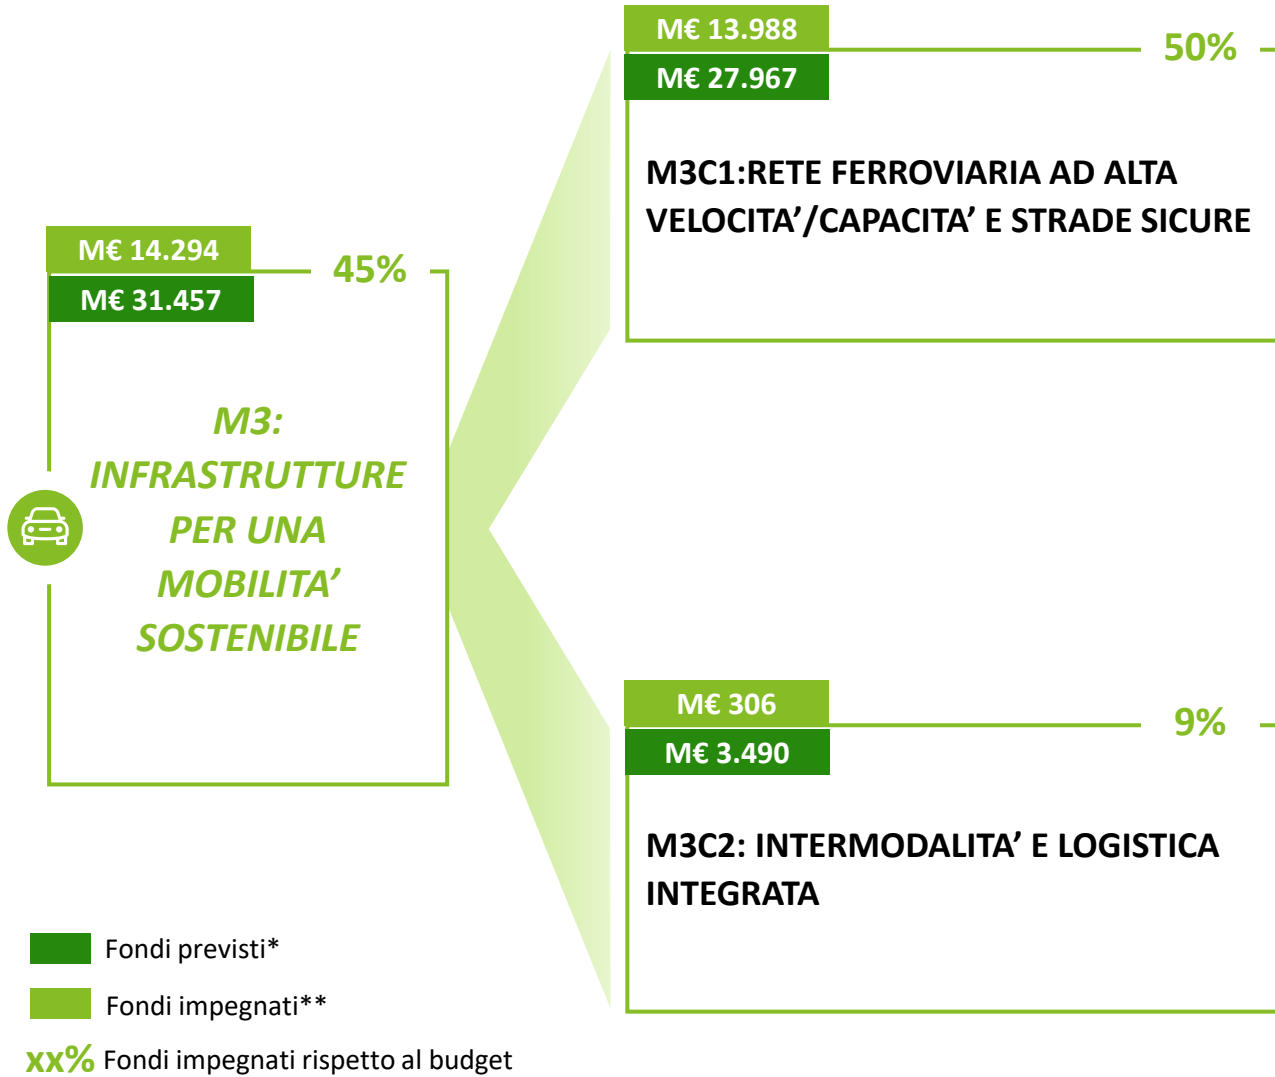 M€ 14.294
45%
M€ 31.457
M3:
INFRASTRUTTURE
PER UNA
MOBILITA’
SOSTENIBILE
M€ 13.988
50%
M€ 27.967
M3C1:RETE FERROVIARIA AD ALTA
VELOCITA’/CAPACITA’ E STRADE SICURE
M€ 306
9%
M€ 3.490
M3C2: INTERMODALITA’ E LOGISTICA
INTEGRATA
Fondi previsti*
Fondi impegnati**
xx% Fondi impegnati rispetto al budget